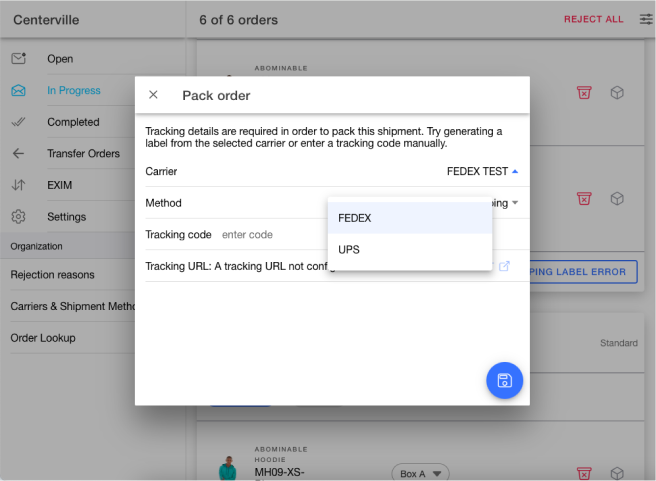 Centerville
6 of 6 orders
REJECT ALL
Open
In Progress
Completed
Transfer Orders
EXIM
Settings
Organization
Rejection reasons
Carriers & Shipment Metho
Order Lookup
ABOMINABLE
Pack order
Tracking details are required in order to pack this shipment. Try generating a
label from the selected carrier or enter a tracking code manually.
Carrier
FEDEX TEST
Method
ping
FEDEX
UPS
Tracking code enter code
Tracking URL: A tracking URL not config
PING LABEL ERROR
Standard
ABOMINABLE
HOODIE
MH09-XS-
Box A